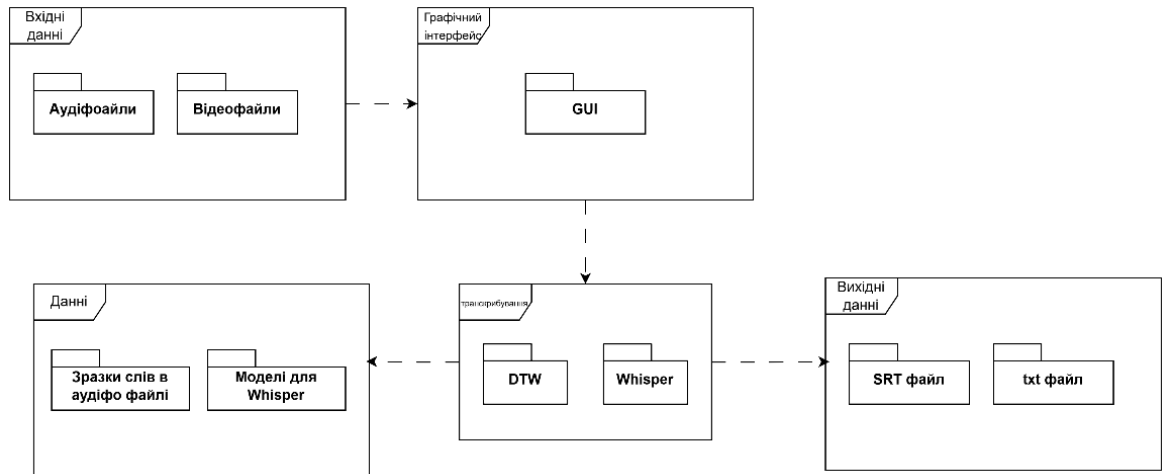 Вхідні
данні
Аудіфоайли
Відеофайли
Графічний
інтерфейс
GUI
Данні
Зразки слів в
аудіфо файлі
Моделі для
Whisper
транскрибування
DTW
Whisper
Вихідні
данні
SRT файл
txt файл